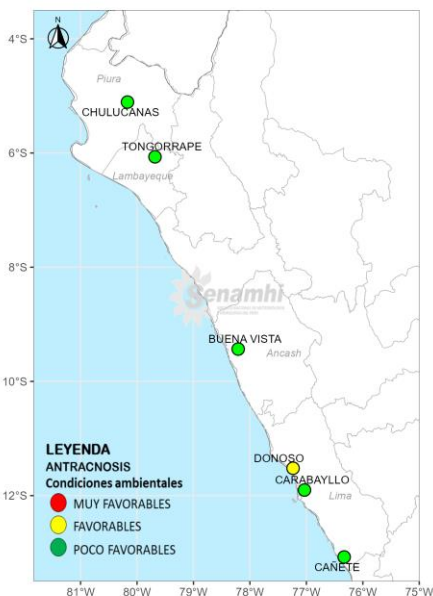 N
4°S
Piura
CHULUCANAS
6°S
TONGORRAPE
Lambayeque
8°S
Senamhi
BUENA VISTA
Ancash
10°S
LEYENDA
ANTRACNOSIS
Condiciones ambientales
MUY FAVORABLES
FAVORABLES
POCO FAVORABLES
DONOSO
CARABAYLLO
12°S
Lima
CAÑETE
81°W 80°W 79°W 78°W 77°W 76°W 75°W